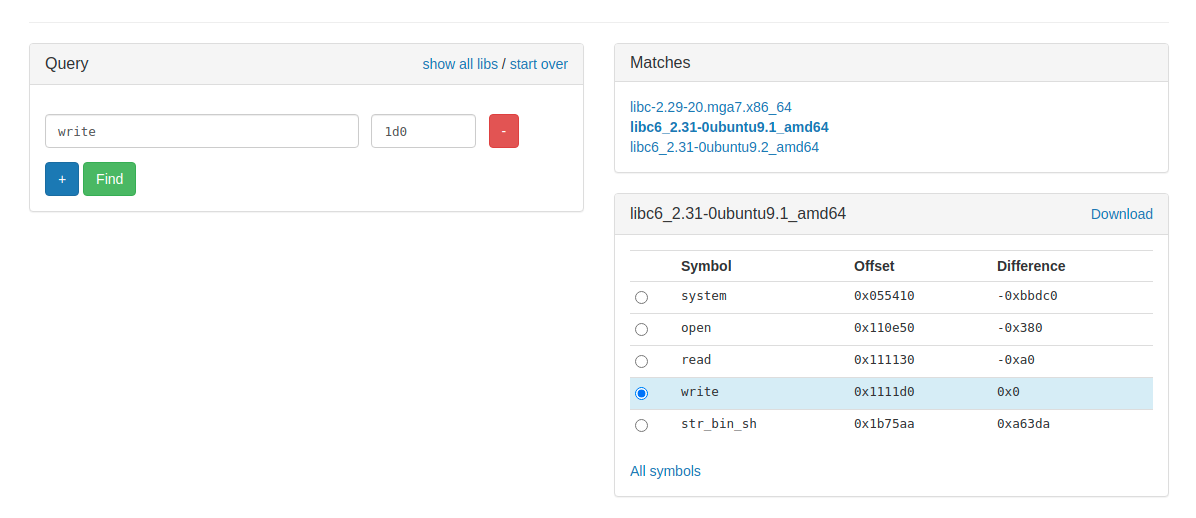 Query show all libs / start over
write 1d0 -
+ Find
Matches
libc-2.29-20.mga7.x86_64
libc6_2.31-0ubuntu9.1_amd64
libc6_2.31-0ubuntu9.2_amd64
libc6_2.31-0ubuntu9.1_amd64 Download
Symbol Offset Difference
system 0x055410 -0xbbdc0
open 0x110e50 -0x380
read 0x111130 -0xa0
write 0x1111d0 0x0
str_bin_sh 0x1b75aa 0xa63da
All symbols